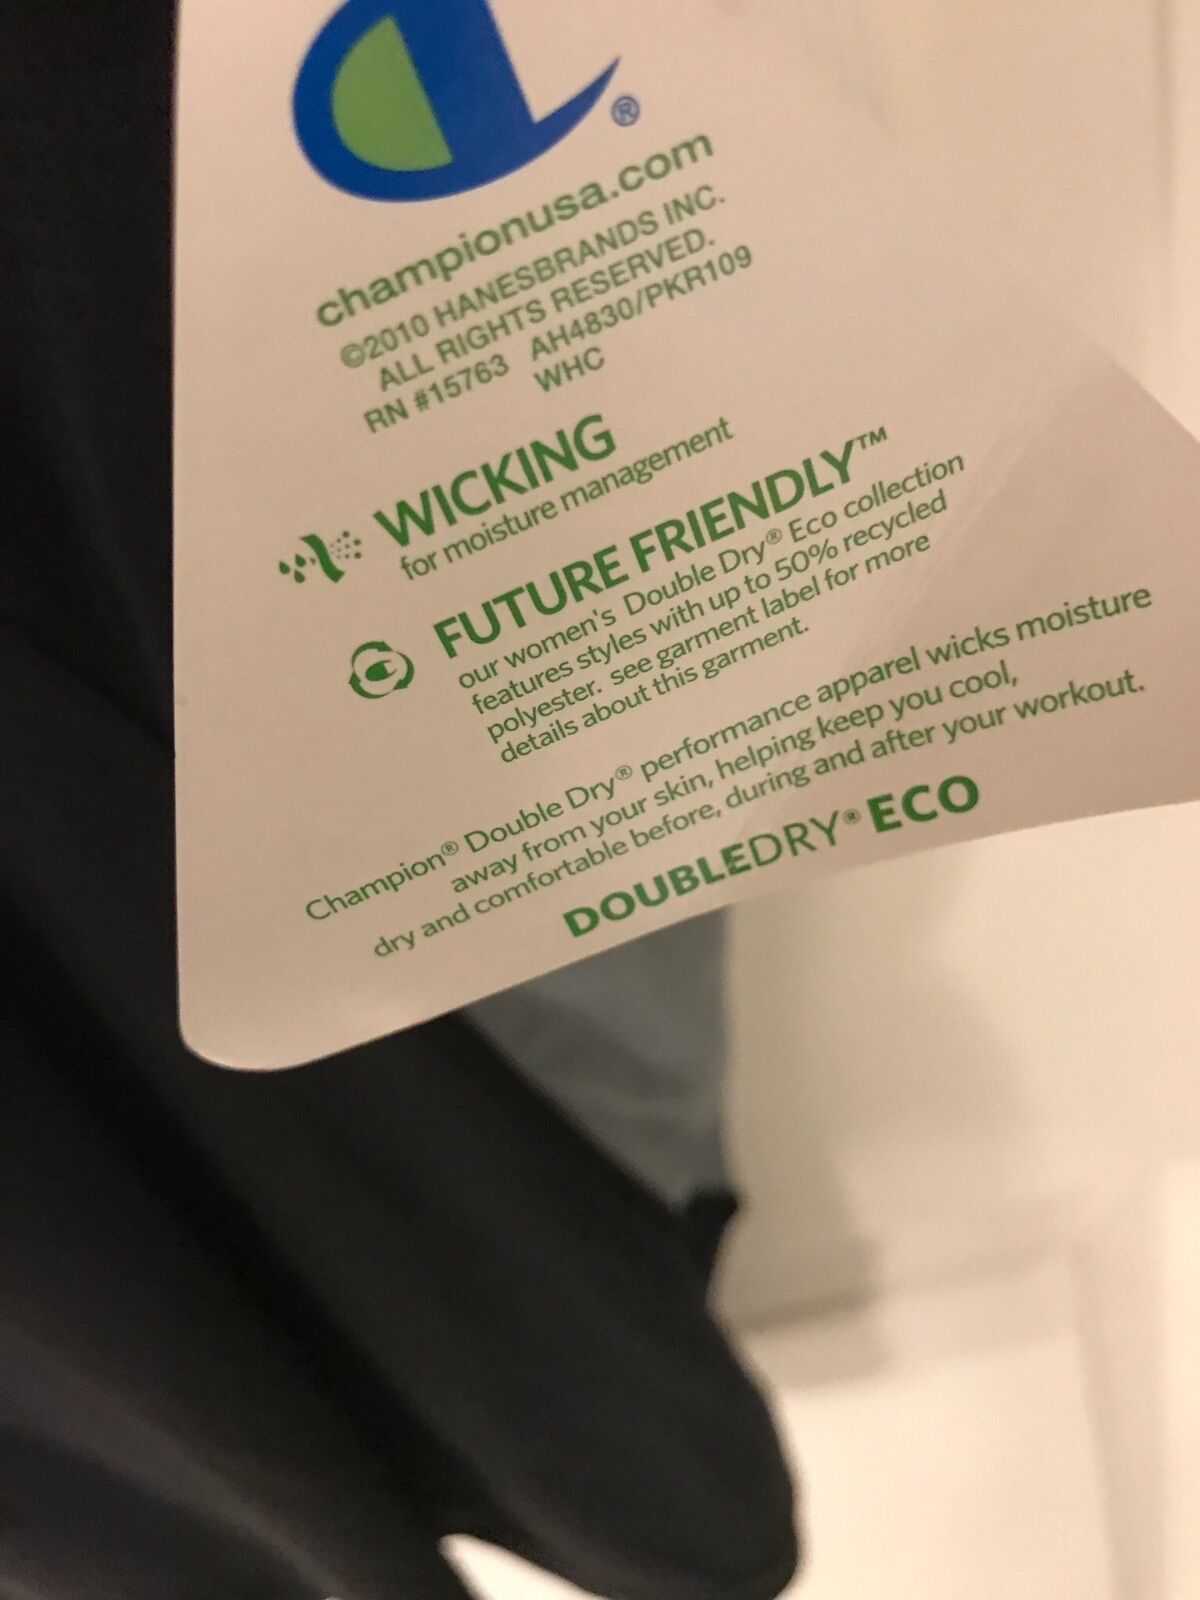 ®
championusa.com
©2010 HANESBRANDS INC.
ALL RIGHTS RESERVED.
RN #15763 AH4830/PKR109
WHC
WICKING
for moisture management
FUTURE FRIENDLY™
our women's Double Dry® Eco collection
features styles with up to 50% recycled
polyester. see garment label for more
details about this garment.
Champion® Double Dry® performance apparel wicks moisture
away from your skin, helping keep you cool,
dry and comfortable before, during and after your workout.
DOUBLEDRY® ECO